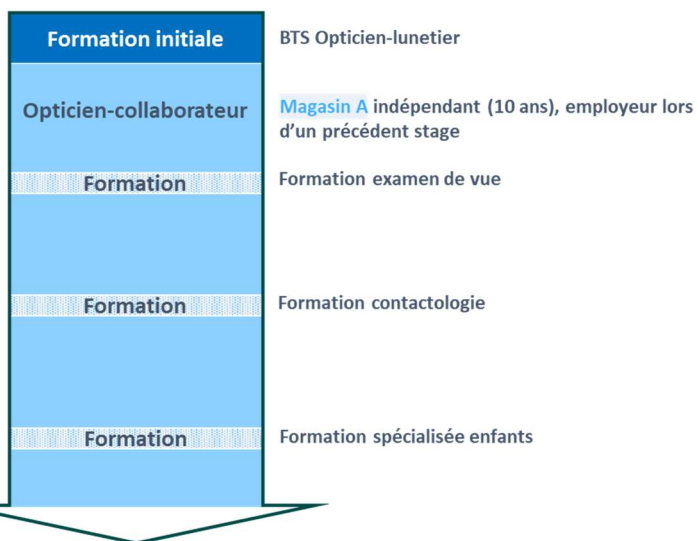 Formation initiale
BTS Opticien-lunetier
Opticien-collaborateur
Magasin A indépendant (10 ans), employeur lors
d'un précédent stage
Formation
Formation examen de vue
Formation
Formation contactologie
Formation
Formation spécialisée enfants